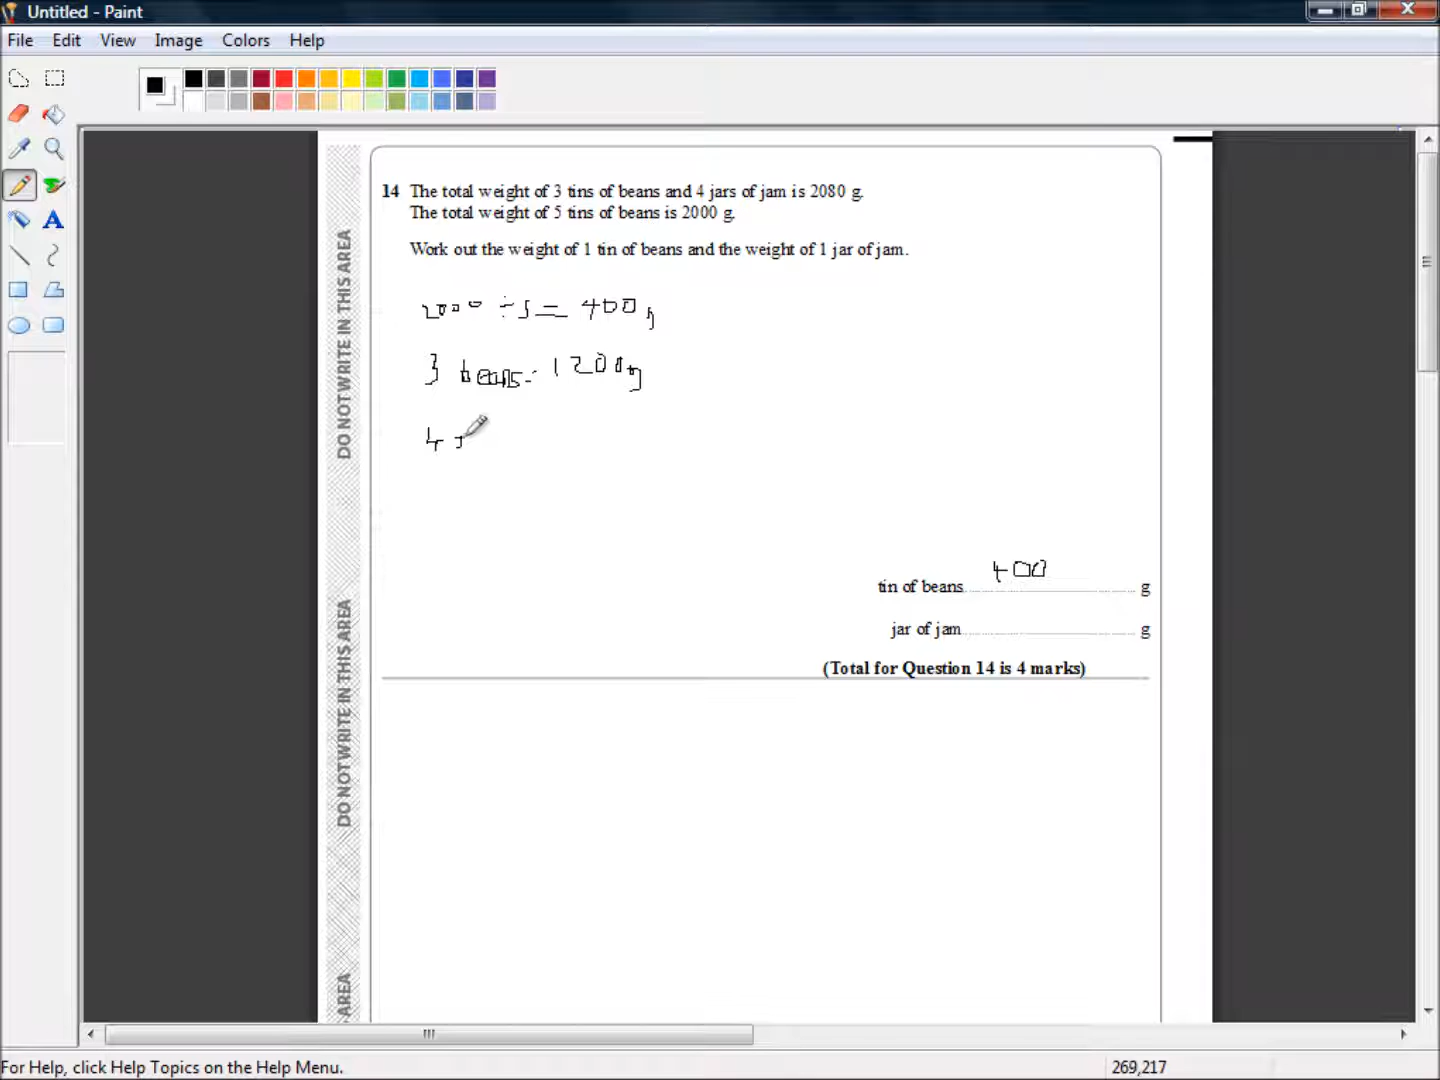 Untitled - Paint
File Edit View Image Colors Help
14 The total weight of 3 tins of beans and 4 jars of jam is 2080 g.
The total weight of 5 tins of beans is 2000 g.
Work out the weight of 1 tin of beans and the weight of 1 jar of jam.
2000 ÷ 5 = 400g
3 beans = 1200g
4
400
tin of beans g
jar of jam g
(Total for Question 14 is 4 marks)
DO NOT WRITE IN THIS AREA
DO NOT WRITE IN THIS AREA
AREA
For Help, click Help Topics on the Help Menu.
269,217